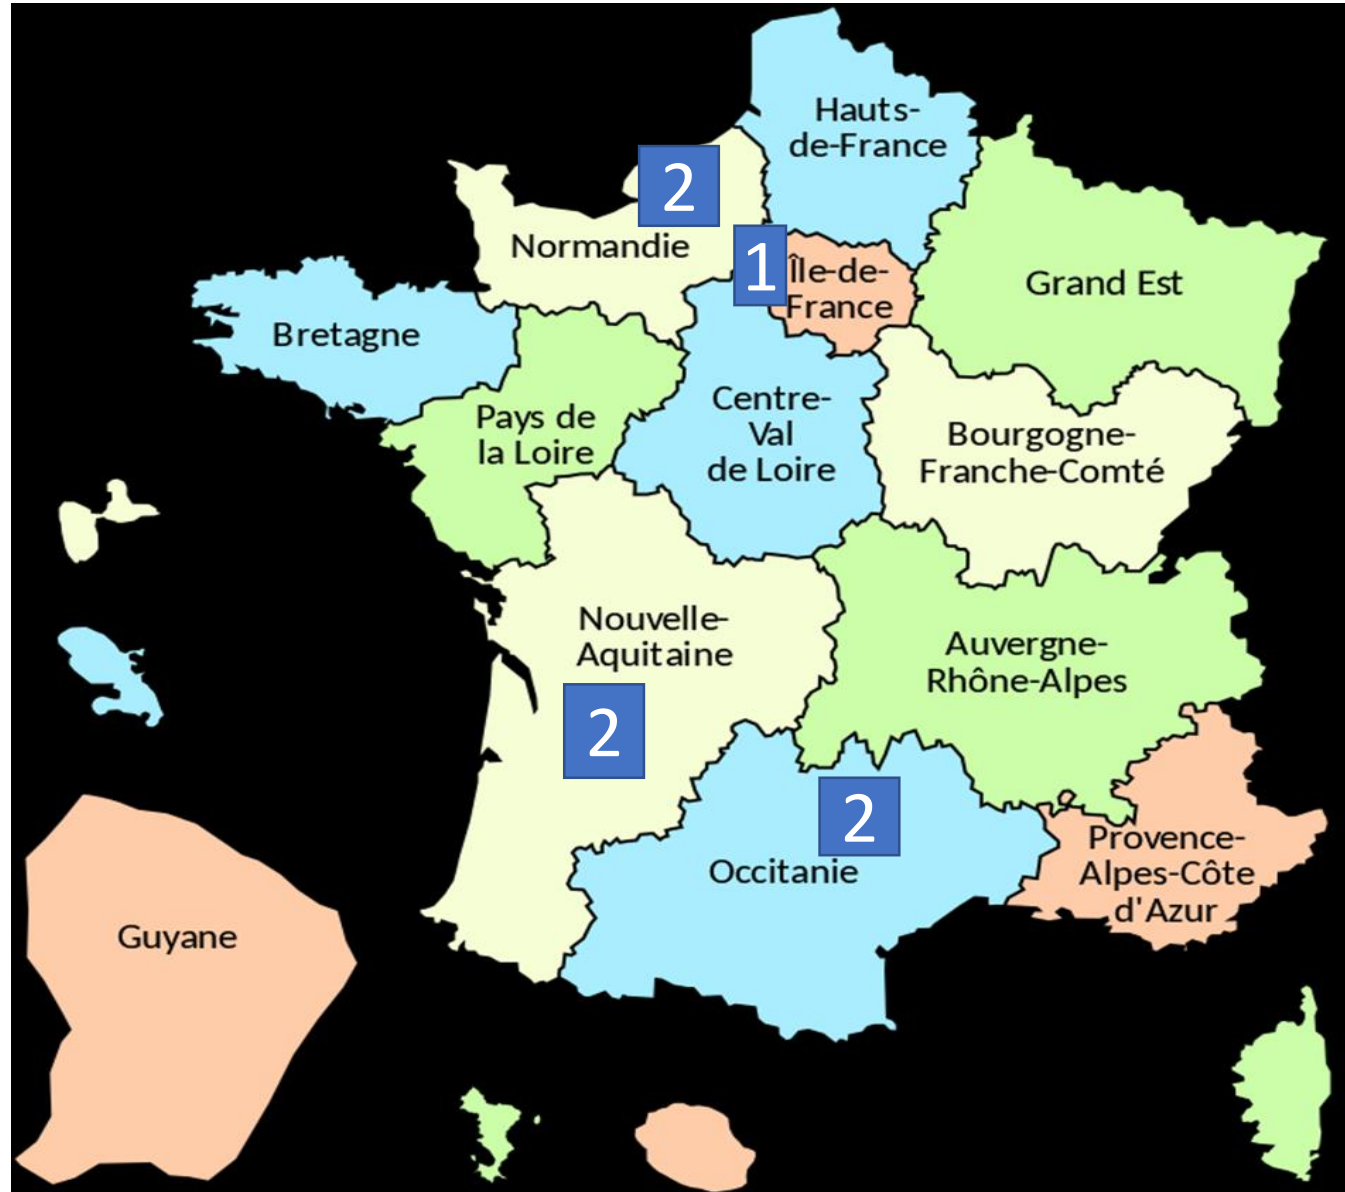 Hauts-
de-France
2
Normandie
1
Île-de-
France
Grand Est
Bretagne
Centre-
Val
de Loire
Pays de
la Loire
Bourgogne-
Franche-Comté
Nouvelle-
Aquitaine
2
Auvergne-
Rhône-Alpes
2
Occitanie
Provence-
Alpes-Côte
d'Azur
Guyane